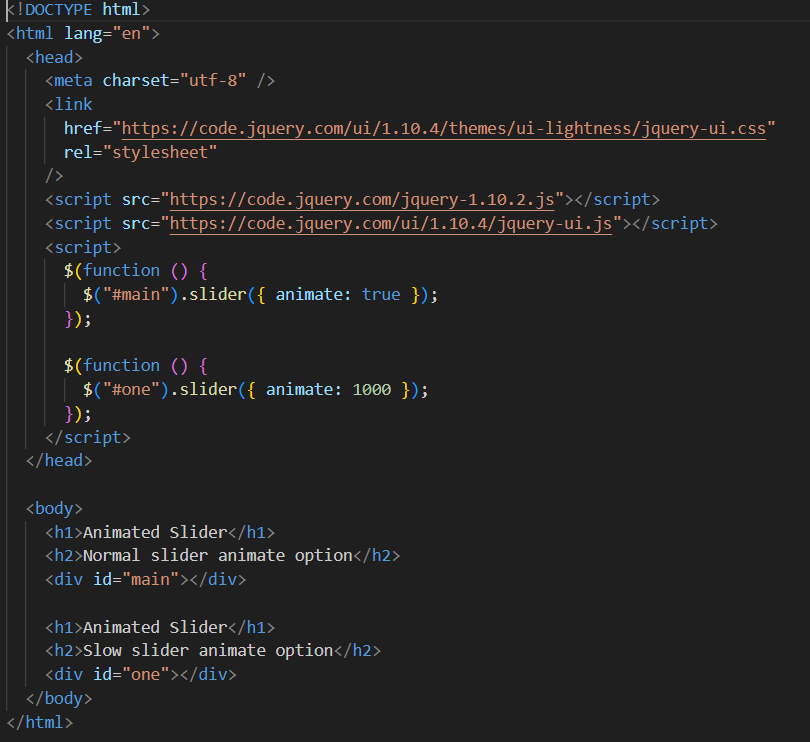 <!DOCTYPE html>
<html lang="en">
  <head>
    <meta charset="utf-8" />
    <link
      href="https://code.jquery.com/ui/1.10.4/themes/ui-lightness/jquery-ui.css"
      rel="stylesheet"
    />
    <script src="https://code.jquery.com/jquery-1.10.2.js"></script>
    <script src="https://code.jquery.com/ui/1.10.4/jquery-ui.js"></script>
    <script>
      $(function () {
        $("#main").slider({ animate: true });
      });

      $(function () {
        $("#one").slider({ animate: 1000 });
      });
    </script>
  </head>

  <body>
    <h1>Animated Slider</h1>
    <h2>Normal slider animate option</h2>
    <div id="main"></div>

    <h1>Animated Slider</h1>
    <h2>Slow slider animate option</h2>
    <div id="one"></div>
  </body>
</html>